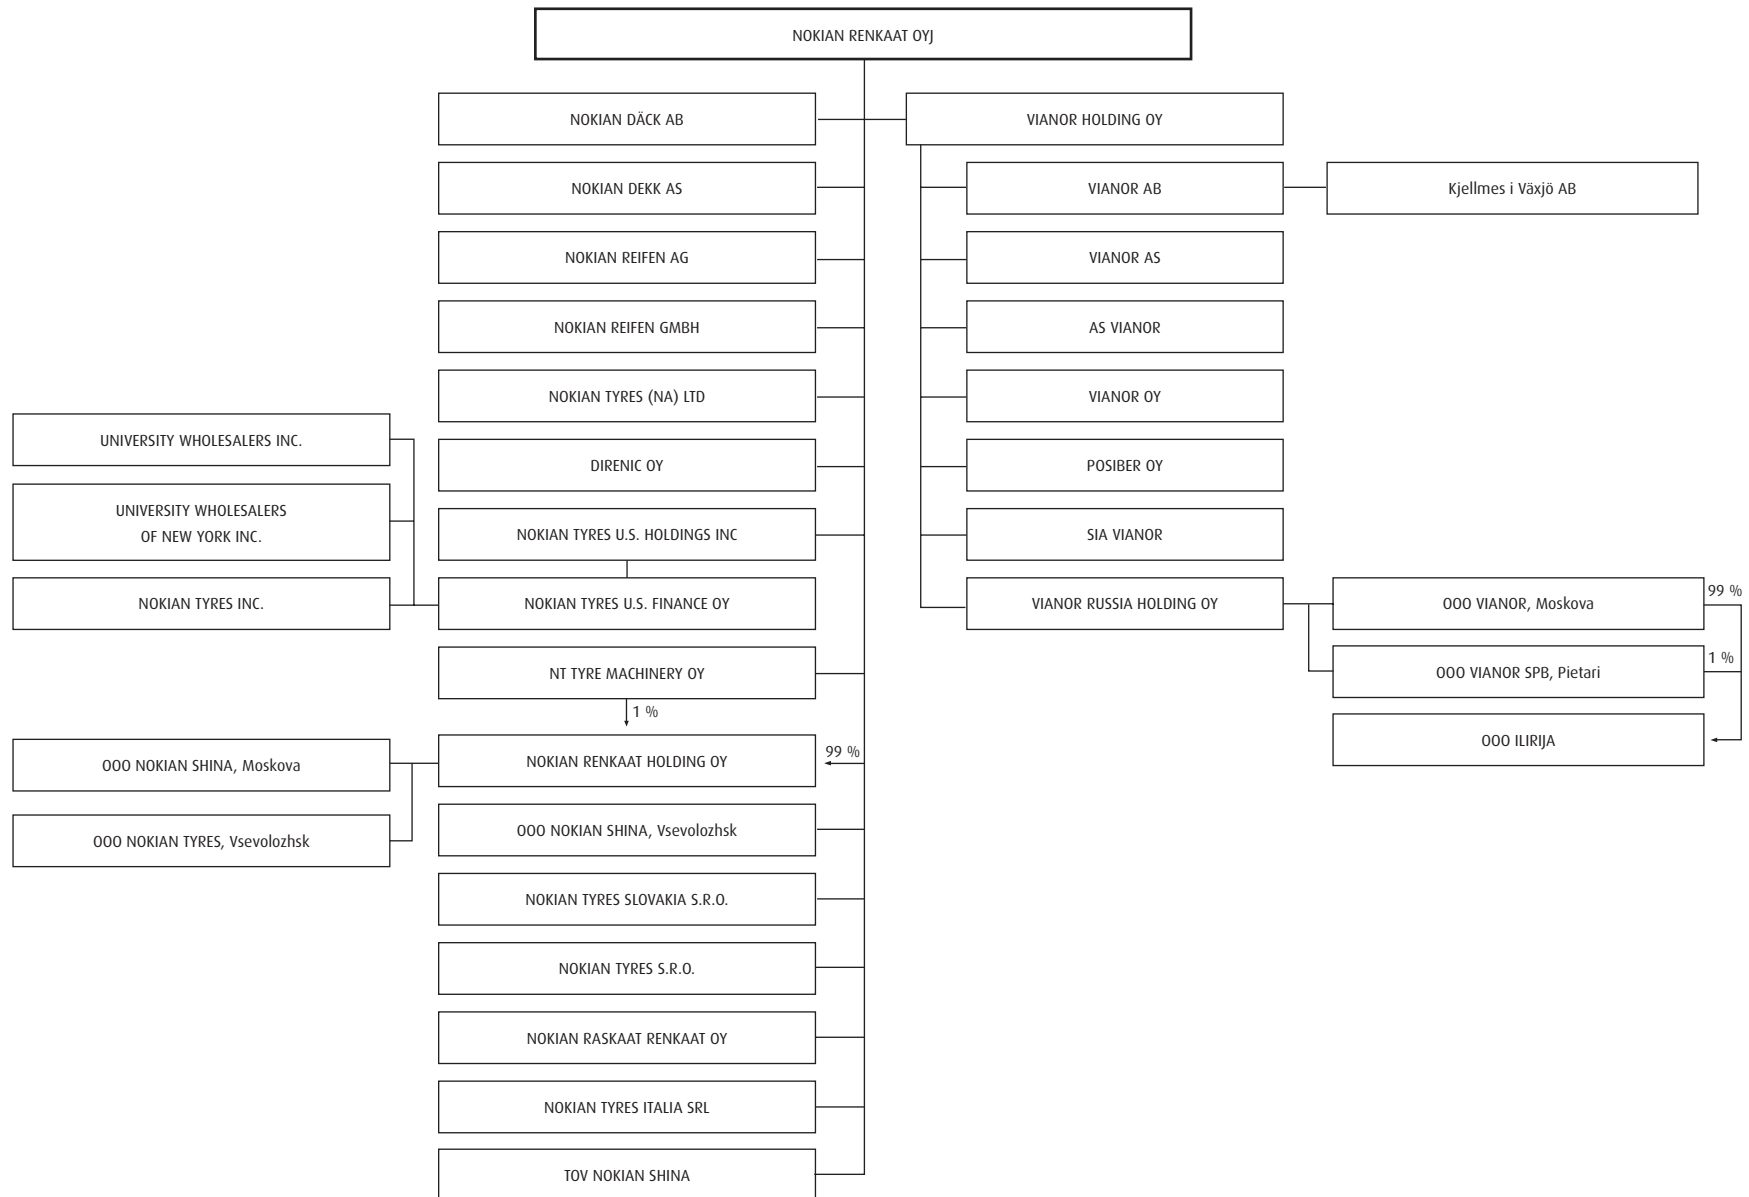 NOKIAN RENKAAT OYJ
NOKIAN DÄCK AB
VIANOR HOLDING OY
NOKIAN DEKK AS
VIANOR AB
Kjellmes i Växjö AB
NOKIAN REIFEN AG
VIANOR AS
NOKIAN REIFEN GMBH
AS VIANOR
NOKIAN TYRES (NA) LTD
VIANOR OY
UNIVERSITY WHOLESALERS INC.
DIRENIC OY
POSIBER OY
UNIVERSITY WHOLESALERS
OF NEW YORK INC.
NOKIAN TYRES U.S. HOLDINGS INC
SIA VIANOR
NOKIAN TYRES INC.
NOKIAN TYRES U.S. FINANCE OY
VIANOR RUSSIA HOLDING OY
OOO VIANOR, Moskova
99 %
NT TYRE MACHINERY OY
OOO VIANOR SPB, Pietari
1 %
1 %
OOO NOKIAN SHINA, Moskova
NOKIAN RENKAAT HOLDING OY
99 %
OOO ILIRIJA
OOO NOKIAN TYRES, Vsevolozhsk
OOO NOKIAN SHINA, Vsevolozhsk
NOKIAN TYRES SLOVAKIA S.R.O.
NOKIAN TYRES S.R.O.
NOKIAN RASKAAT RENKAAT OY
NOKIAN TYRES ITALIA SRL
TOV NOKIAN SHINA